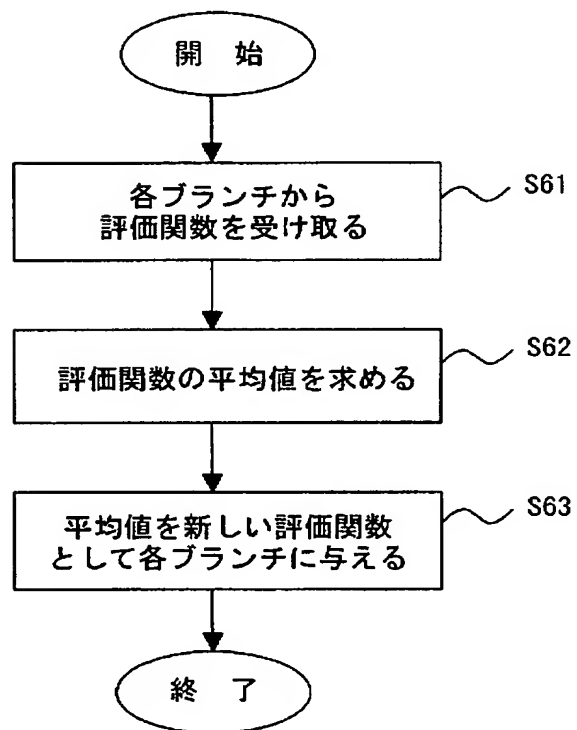 開 始
各ブランチから
評価関数を受け取る
S61
評価関数の平均値を求める
S62
平均値を新しい評価関数
として各ブランチに与える
S63
終 了